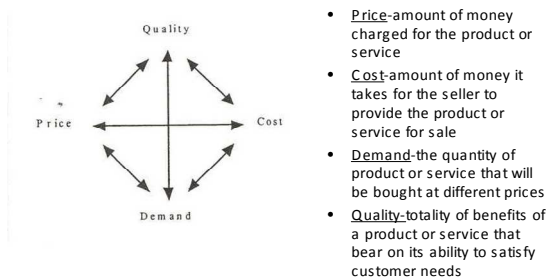 Quality
Price
Cost
Demand
• Price-amount of money
charged for the product or
service
• Cost-amount of money it
takes for the seller to
provide the product or
service for sale
• Demand-the quantity of
product or service that will
be bought at different prices
• Quality-totality of benefits of
a product or service that
bear on its ability to satisfy
customer needs